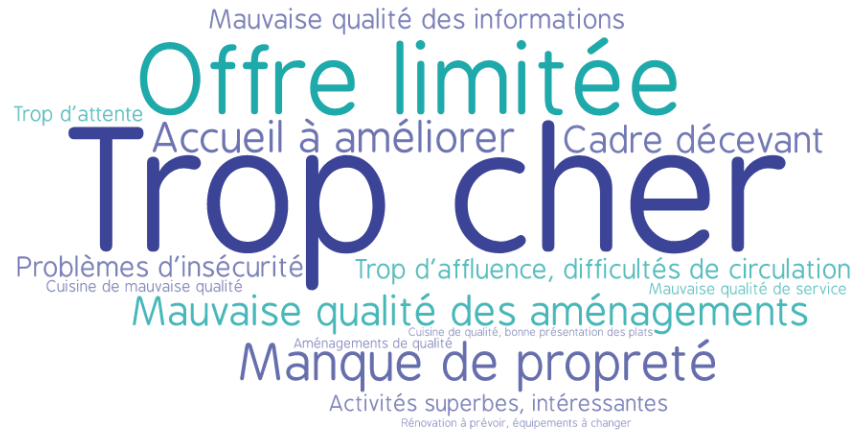 Mauvaise qualité des informations
Offre limitée
Trop d'attente
Accueil à améliorer
Cadre décevant
Trop cher
Problèmes d'insécurité
Trop d'affluence, difficultés de circulation
Cuisine de mauvaise qualité
Mauvaise qualité de service
Mauvaise qualité des aménagements
Cuisine de qualité, bonne présentation des plats
Aménagements de qualité
Manque de propreté
Activités superbes, intéressantes
Rénovation à prévoir, équipements à changer